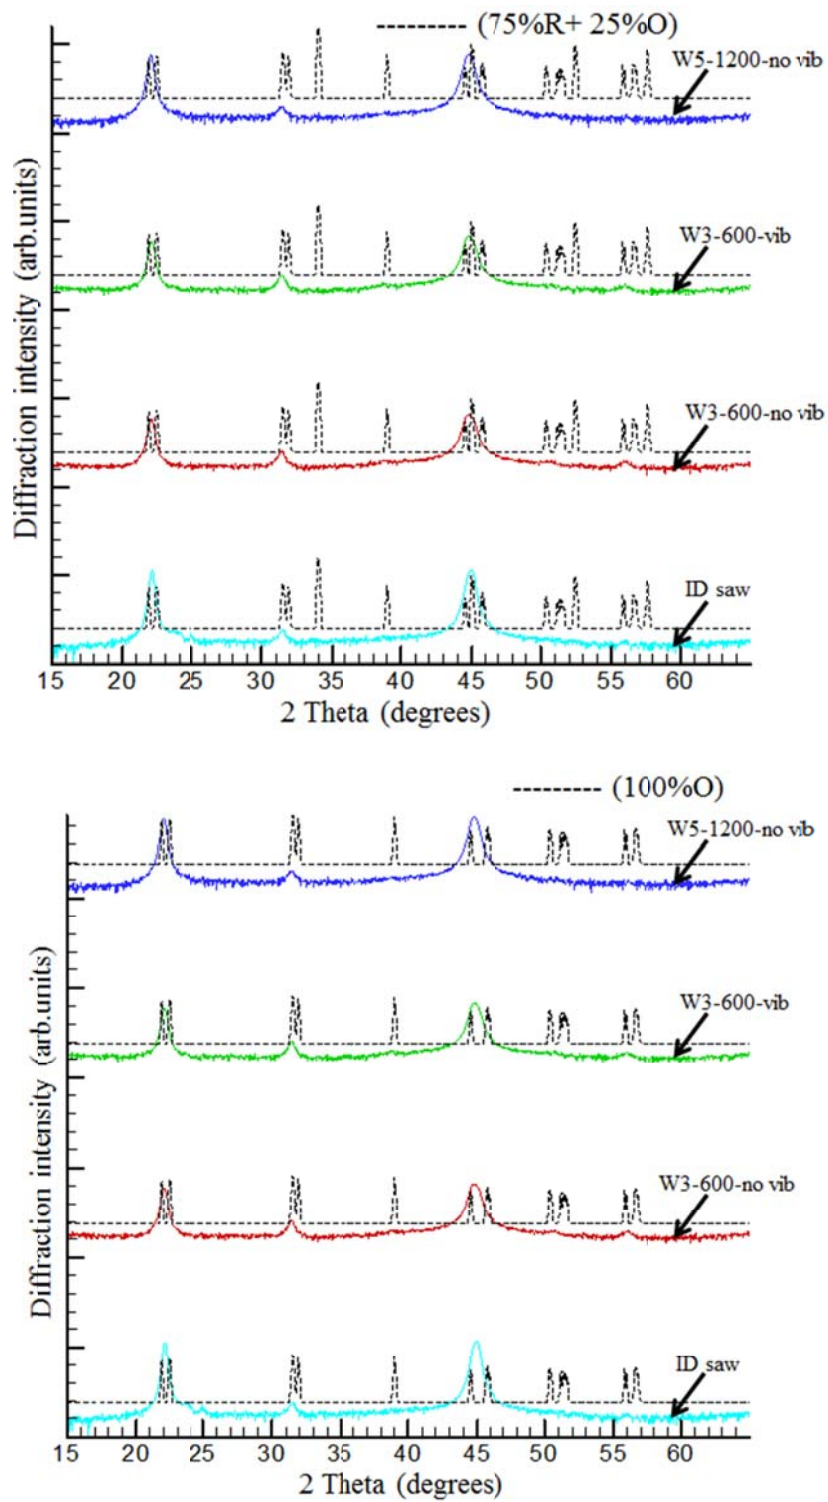 (75%R+ 25%O)
W5-1200-no vib
W3-600-vib
W3-600-no vib
ID saw
Diffraction intensity (arb.units)
15 20 25 30 35 40 45 50 55 60
2 Theta (degrees)
(100%O)
W5-1200-no vib
W3-600-vib
W3-600-no vib
ID saw
Diffraction intensity (arb.units)
15 20 25 30 35 40 45 50 55 60
2 Theta (degrees)